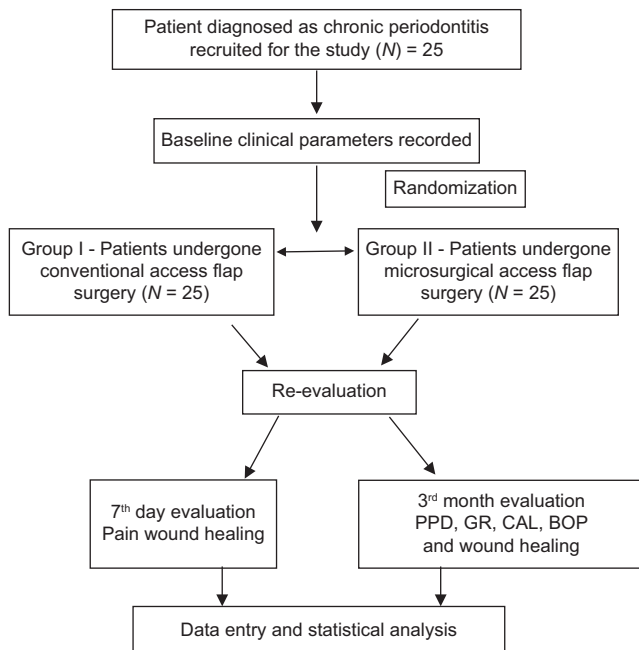 Patient diagnosed as chronic periodontitis
recruited for the study (N) = 25
Baseline clinical parameters recorded
Randomization
Group I - Patients undergone
conventional access flap
surgery (N = 25)
Group II - Patients undergone
microsurgical access flap
surgery (N = 25)
Re-evaluation
7th day evaluation
Pain wound healing
3rd month evaluation
PPD, GR, CAL, BOP
and wound healing
Data entry and statistical analysis